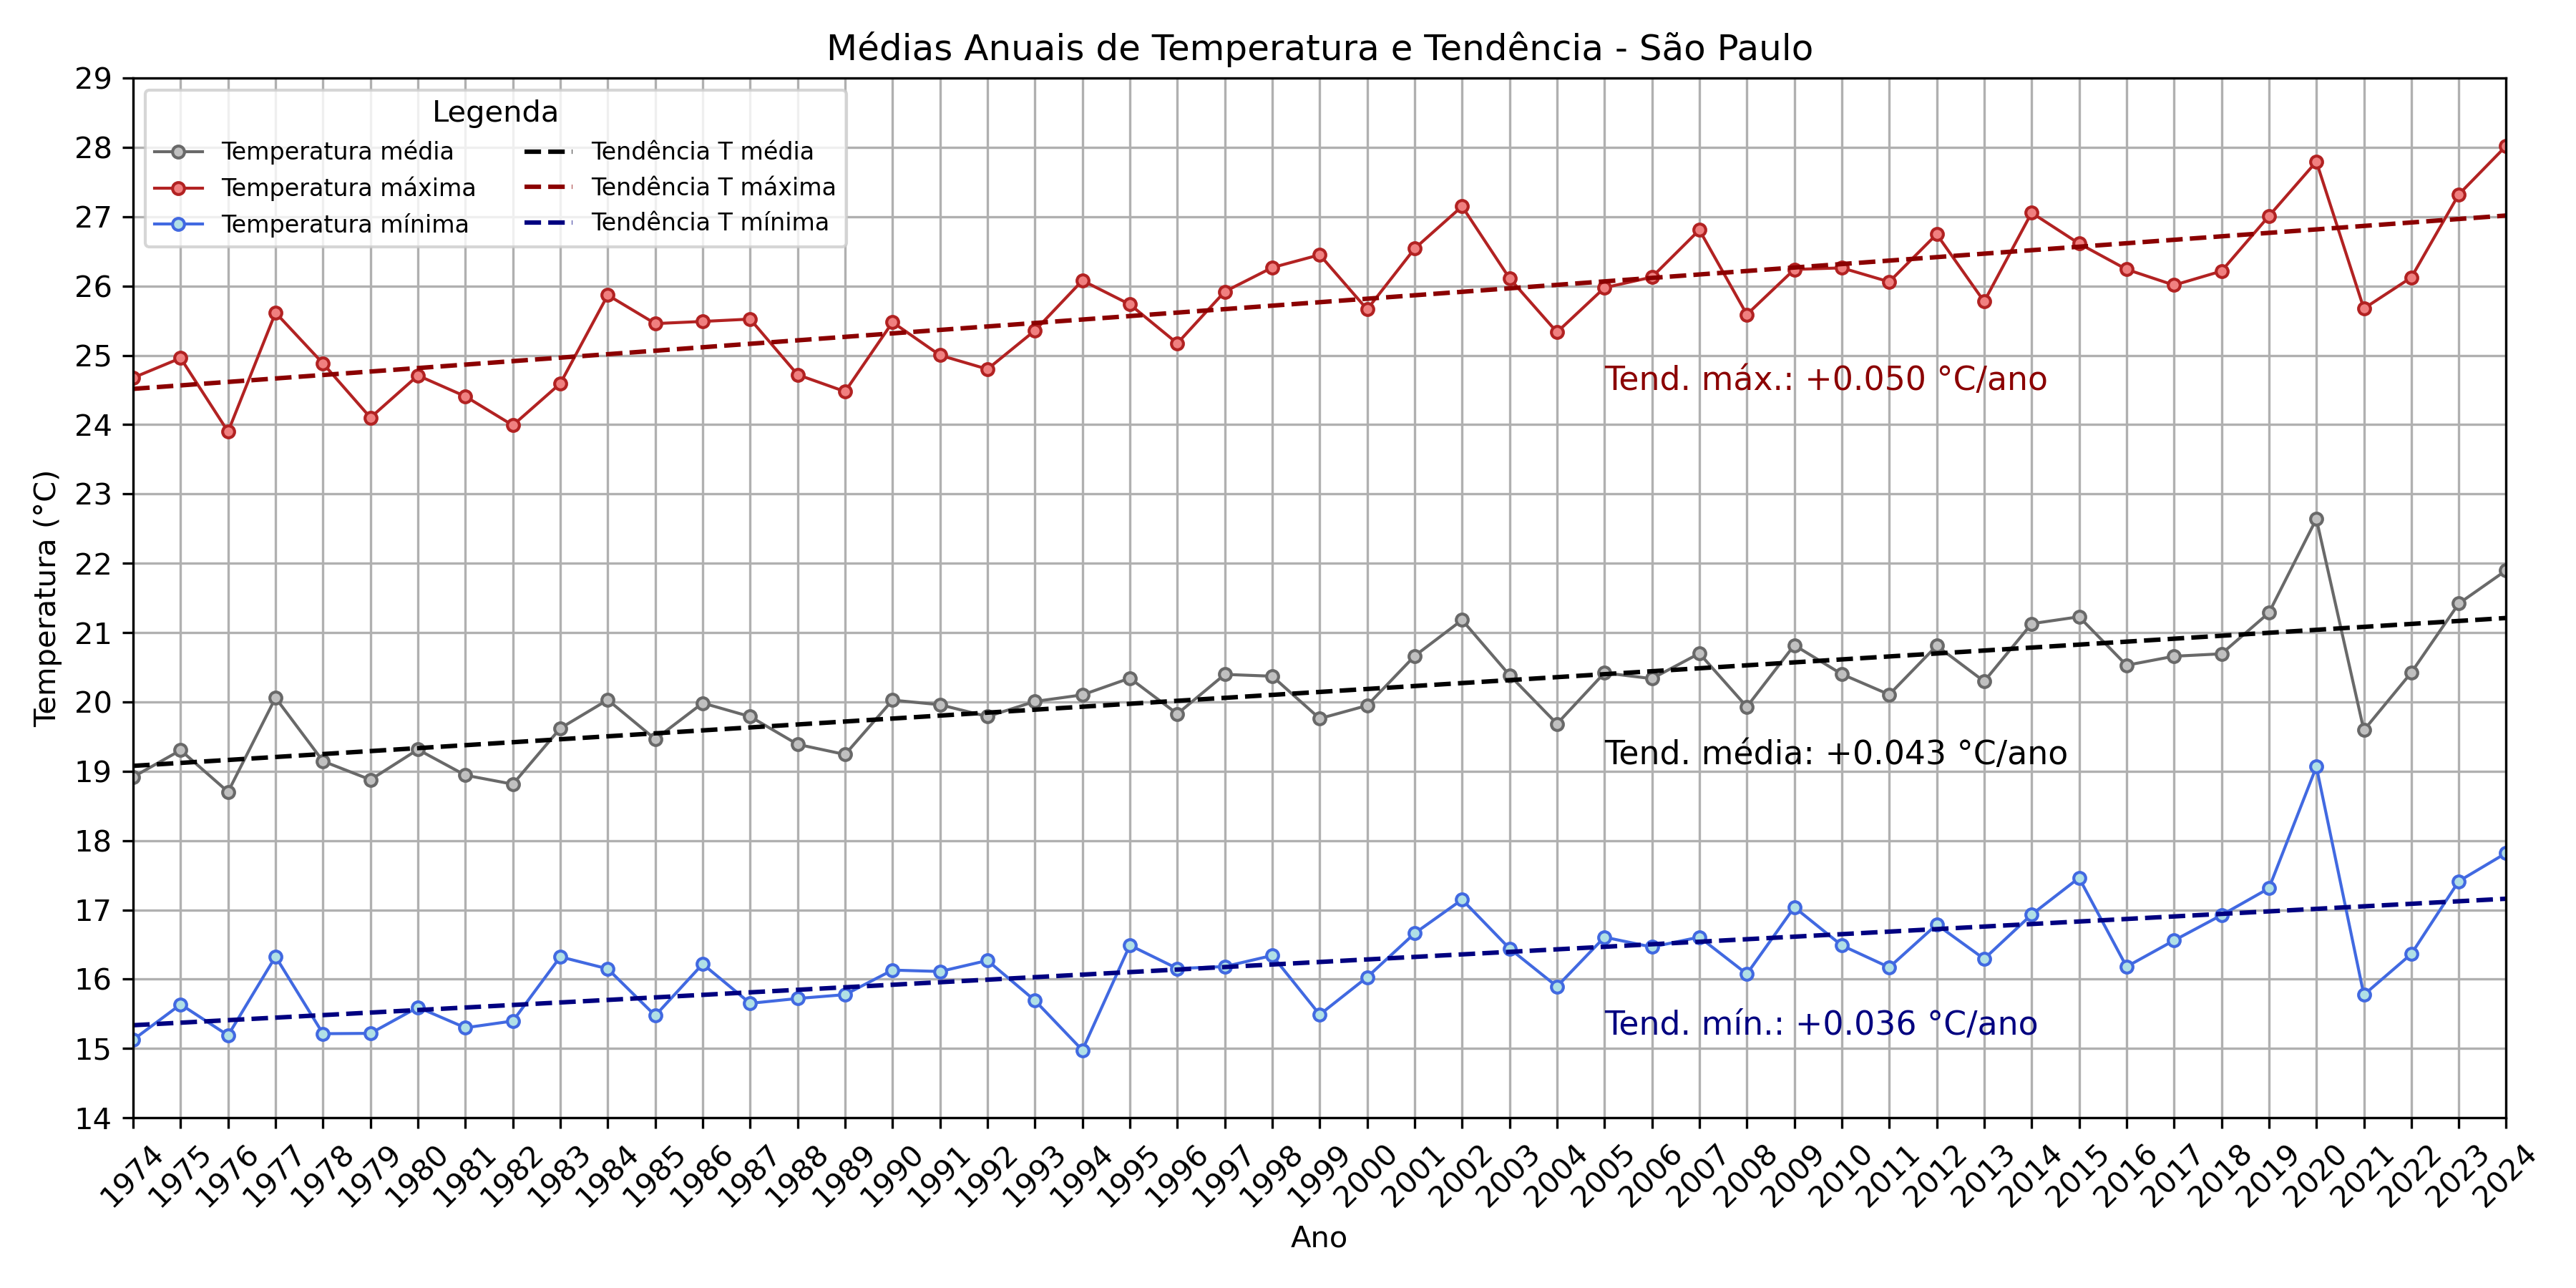 Médias Anuais de Temperatura e Tendência - São Paulo
Legenda
Temperatura média
Temperatura máxima
Temperatura mínima
Tendência T média
Tendência T máxima
Tendência T mínima
Temperatura (°C)
29
28
27
26
25
24
23
22
21
20
19
18
17
16
15
14
Tend. máx.: +0.050 °C/ano
Tend. média: +0.043 °C/ano
Tend. mín.: +0.036 °C/ano
1974 1975 1976 1977 1978 1979 1980 1981 1982 1983 1984 1985 1986 1987 1988 1989 1990 1991 1992 1993 1994 1995 1996 1997 1998 1999 2000 2001 2002 2003 2004 2005 2006 2007 2008 2009 2010 2011 2012 2013 2014 2015 2016 2017 2018 2019 2020 2021 2022 2023 2024
Ano